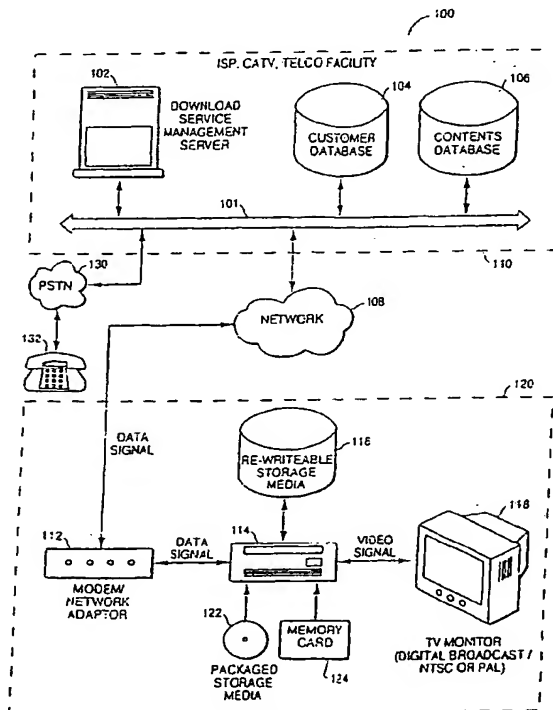 100
ISP, CATV, TELCO FACILITY
102
DOWNLOAD
SERVICE
MANAGEMENT
SERVER
104
CUSTOMER
DATABASE
106
CONTENTS
DATABASE
101
110
130
PSTN
132
NETWORK
108
120
DATA
SIGNAL
RE-WRITEABLE
STORAGE
MEDIA
116
112
MODEM/
NETWORK
ADAPTOR
DATA
SIGNAL
114
VIDEO
SIGNAL
118
TV MONITOR
(DIGITAL BROADCAST /
NTSC OR PAL)
122
PACKAGED
STORAGE
MEDIA
MEMORY
CARD
124